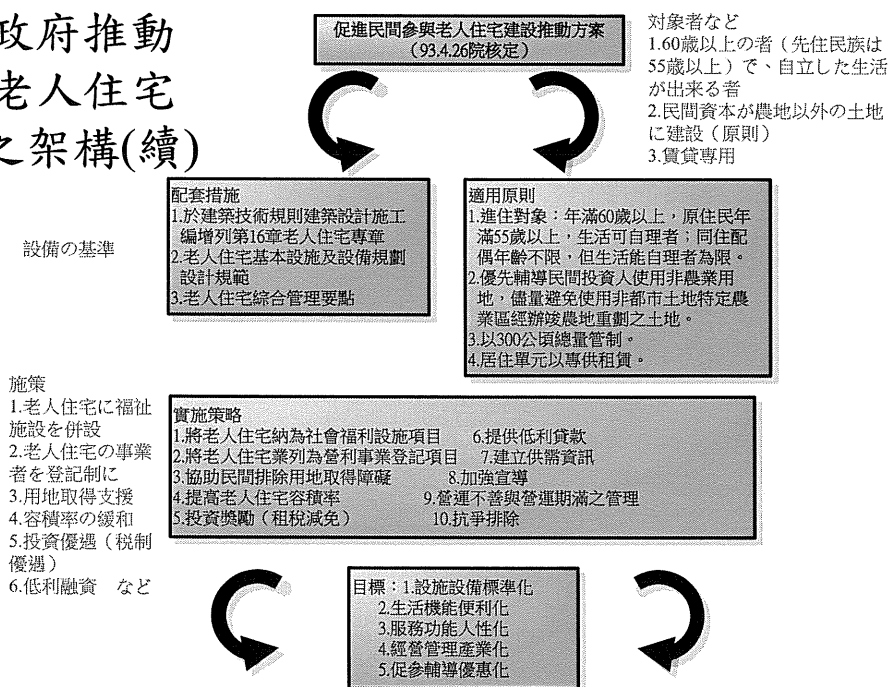 政府推動
老人住宅
之架構(續)
促進民間參與老人住宅建設推動方案
(93.4.26院核定)
対象者など
1.60歳以上の者（先住民族は
55歳以上）で、自立した生活
が出来る者
2.民間資本が農地以外の土地
に建設（原則）
3.賃貸専用
設備の基準
配套措施
1.於建築技術規則建築設計施工
編增列第16章老人住宅專章
2.老人住宅基本設施及設備規劃
設計規範
3.老人住宅綜合管理要點
適用原則
1.進住對象：年滿60歲以上，原住民年
滿55歲以上，生活可自理者；同住配
偶年齡不限，但生活能自理者為限。
2.優先輔導民間投資人使用非農業用
地，儘量避免使用非都市土地特定農
業區經辦竣農地重劃之土地。
3.以300公頃總量管制。
4.居住單元以專供租賃。
施策
1.老人住宅に福祉
施設を併設
2.老人住宅の事業
者を登記制に
3.用地取得支援
4.容積率の緩和
5.投資優遇（税制
優遇）
6.低利融資　など
實施策略
1.將老人住宅納為社會福利設施項目　6.提供低利貸款
2.將老人住宅業列為營利事業登記項目　7.建立供需資訊
3.協助民間排除用地取得障礙　8.加強宣導
4.提高老人住宅容積率　9.營運不善與營運期滿之管理
5.投資獎勵（租稅減免）　10.抗爭排除
目標：1.設施設備標準化
2.生活機能便利化
3.服務功能人性化
4.經營管理產業化
5.促參輔導優惠化